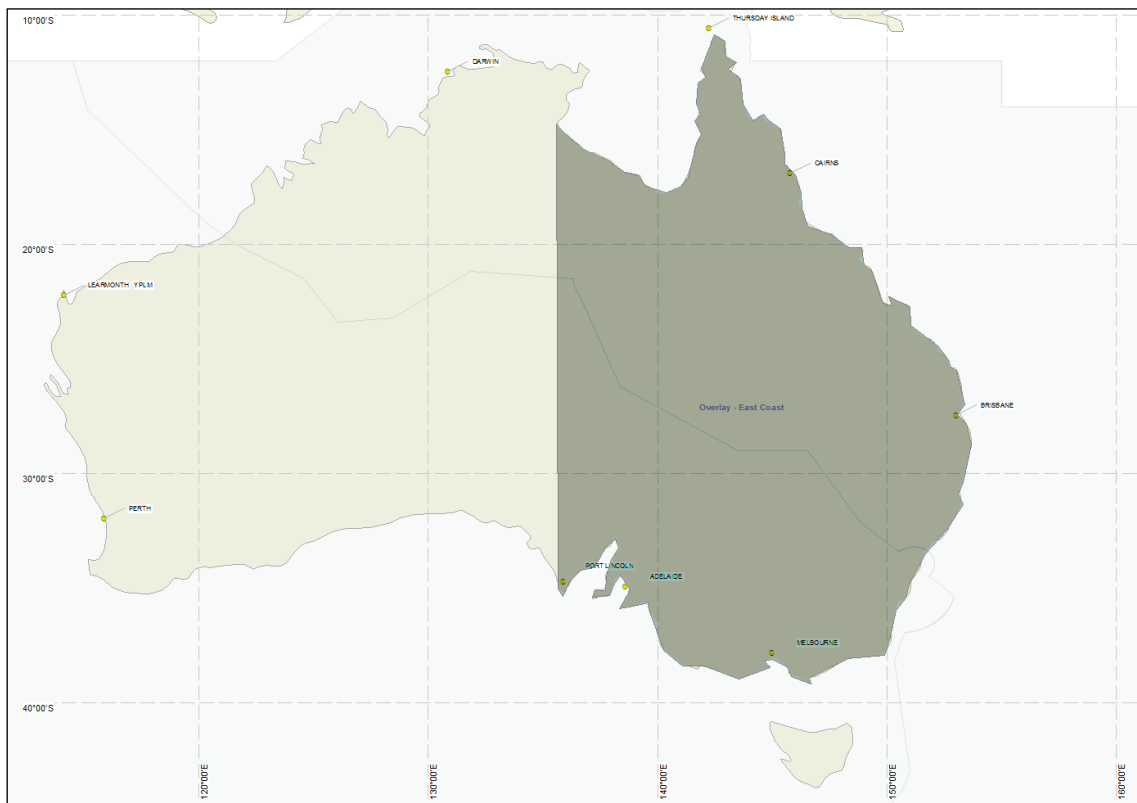 10°00'S
THURSDAY ISLAND
DARWIN
CAIRNS
20°00'S
LEARMONTH YPLM
Overlay - East Coast
BRISBANE
30°00'S
PERTH
PORT LINCOLN
ADELAIDE
MELBOURNE
40°00'S
120°00'E
130°00'E
140°00'E
150°00'E
160°00'E